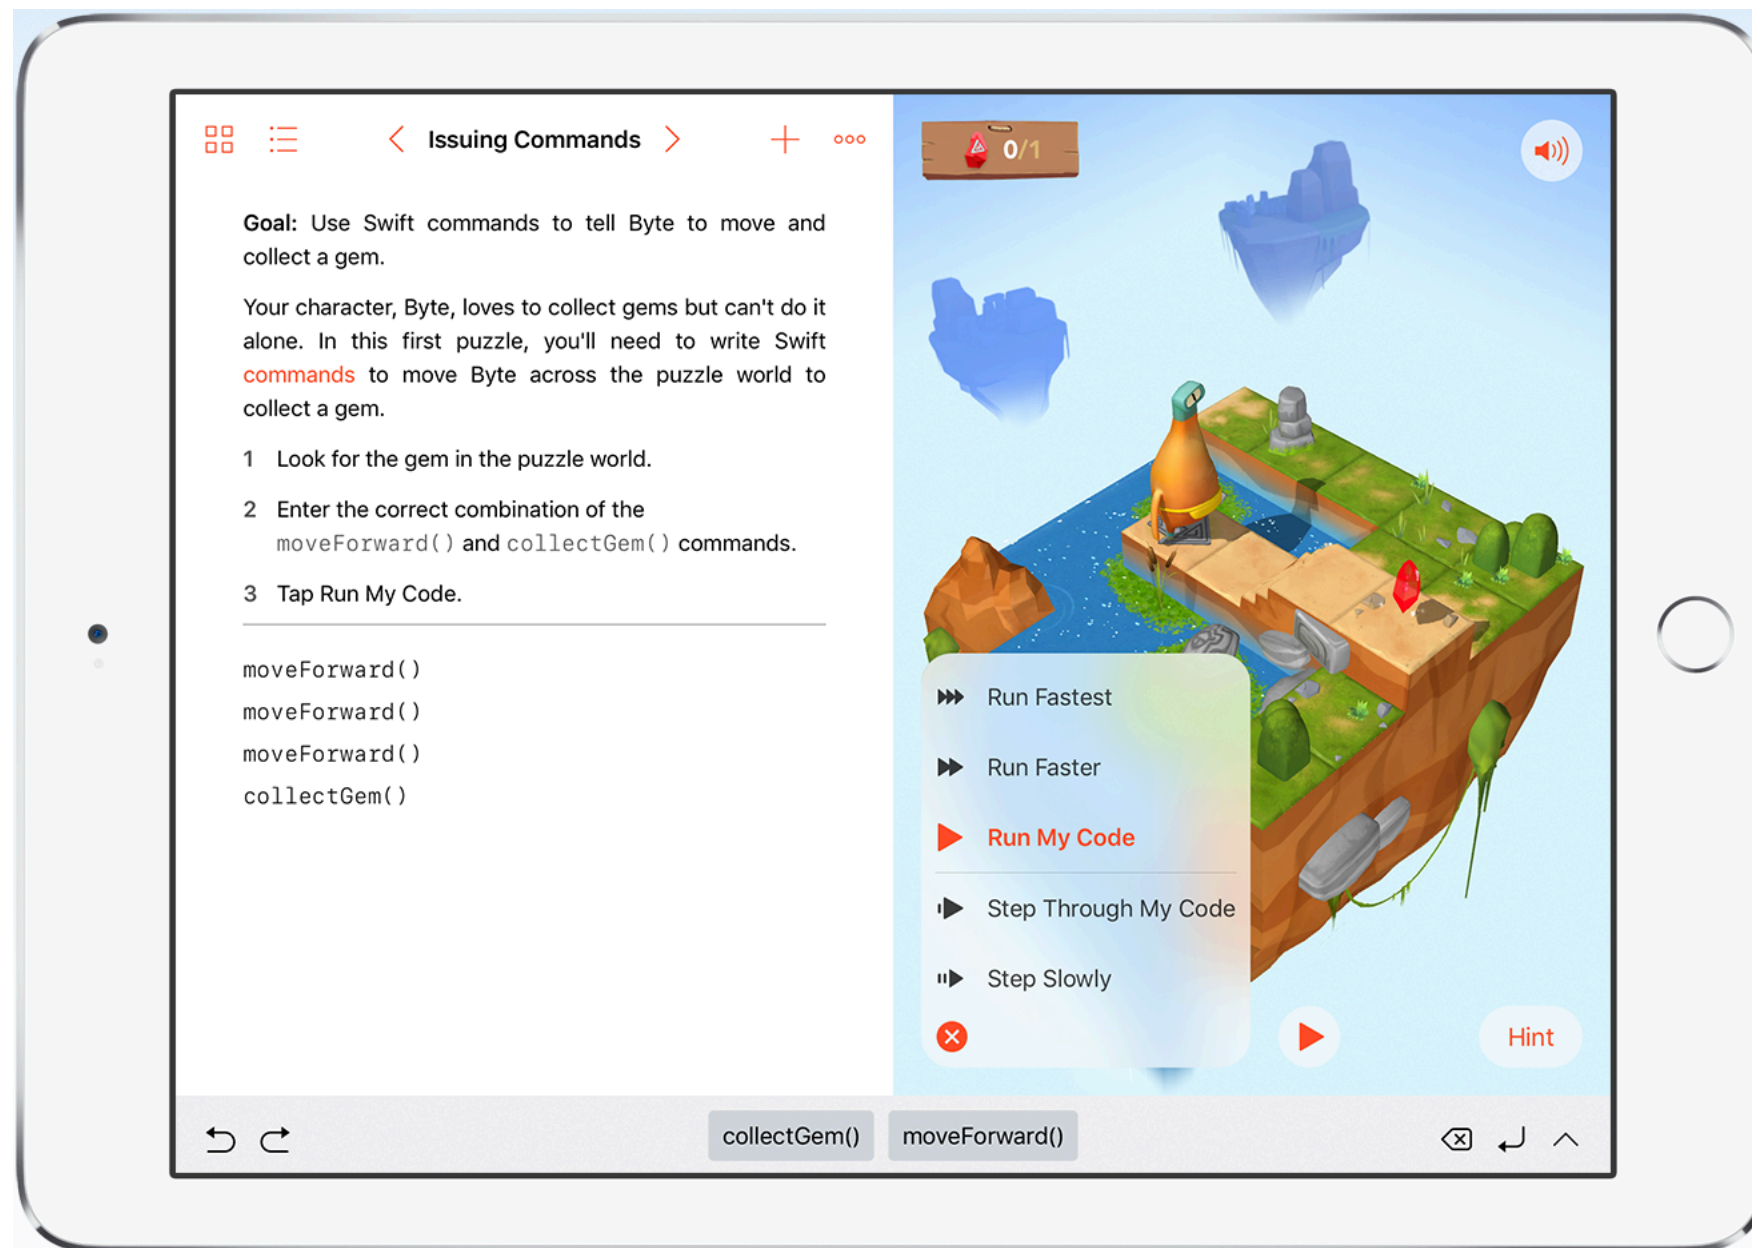 Issuing Commands
Goal: Use Swift commands to tell Byte to move and
collect a gem.
Your character, Byte, loves to collect gems but can't do it
alone. In this first puzzle, you'll need to write Swift
commands to move Byte across the puzzle world to
collect a gem.
1 Look for the gem in the puzzle world.
2 Enter the correct combination of the
moveForward() and collectGem() commands.
3 Tap Run My Code.
moveForward()
moveForward()
moveForward()
collectGem()
0/1
Run Fastest
Run Faster
Run My Code
Step Through My Code
Step Slowly
Hint
collectGem()
moveForward()